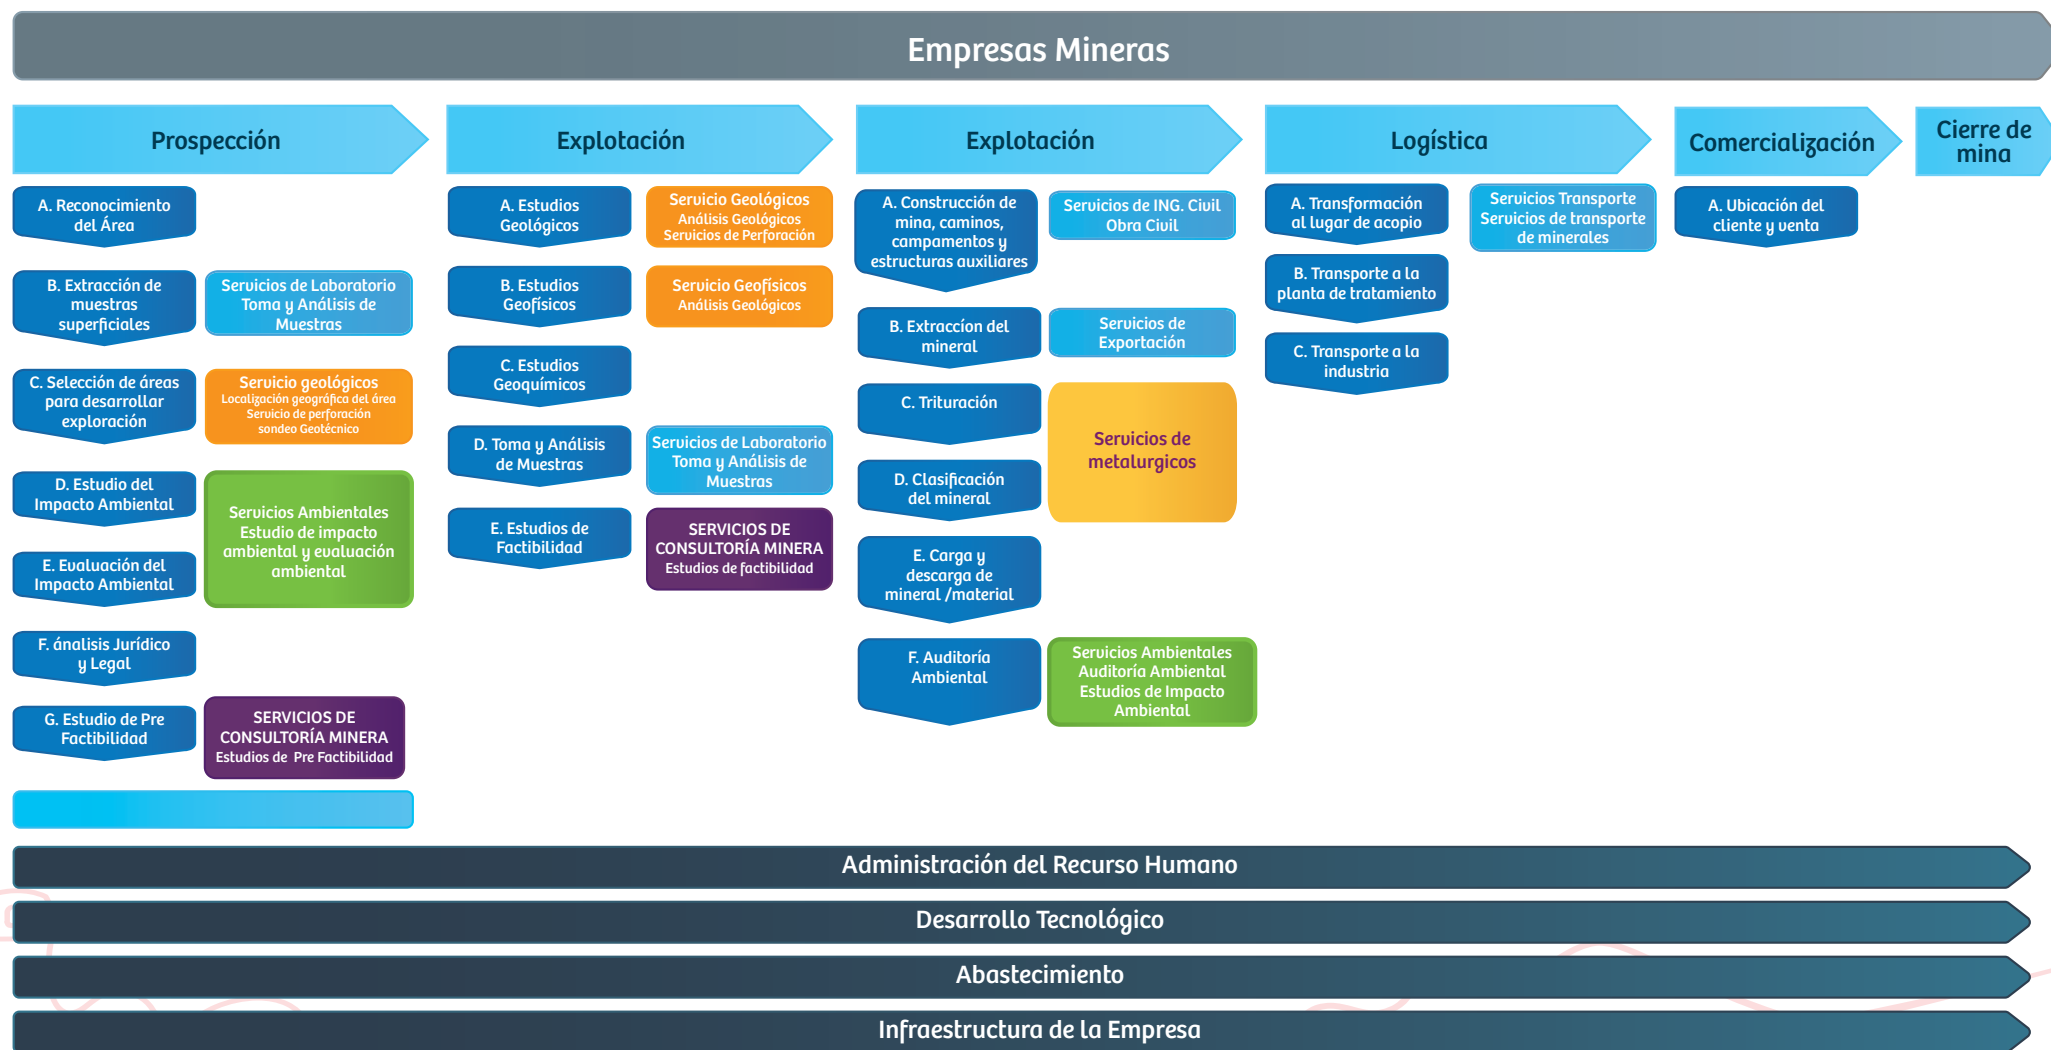 Empresas Mineras
Prospección
A. Reconocimiento
del Área
B. Extracción de
muestras
superficiales
Servicios de Laboratorio
Toma y Análisis de
Muestras
C. Selección de áreas
para desarrollar
exploración
Servicio geológicos
Localización geográfica del área
Servicio de perforación
sondeo Geotécnico
D. Estudio del
Impacto Ambiental
E. Evaluación del
Impacto Ambiental
Servicios Ambientales
Estudio de impacto
ambiental y evaluación
ambiental
F. ánalisis Jurídico
y Legal
G. Estudio de Pre
Factibilidad
SERVICIOS DE
CONSULTORÍA MINERA
Estudios de  Pre Factibilidad
Explotación
A. Estudios
Geológicos
Servicio Geológicos
Análisis Geológicos
Servicios de Perforación
B. Estudios
Geofísicos
Servicio Geofísicos
Análisis Geológicos
C. Estudios
Geoquímicos
D. Toma y Análisis
de Muestras
Servicios de Laboratorio
Toma y Análisis de
Muestras
E. Estudios de
Factibilidad
SERVICIOS DE
CONSULTORÍA MINERA
Estudios de factibilidad
Explotación
A. Construcción de
mina, caminos,
campamentos y
estructuras auxiliares
Servicios de ING. Civil
Obra Civil
B. Extraccíon del
mineral
Servicios de
Exportación
C. Trituración
D. Clasificación
del mineral
Servicios de
metalurgicos
E. Carga y
descarga de
mineral /material
F. Auditoría
Ambiental
Servicios Ambientales
Auditoría Ambiental
Estudios de Impacto
Ambiental
Logística
A. Transformación
al lugar de acopio
Servicios Transporte
Servicios de transporte
de minerales
B. Transporte a la
planta de tratamiento
C. Transporte a la
industria
Comercialización
A. Ubicación del
cliente y venta
Cierre de
mina
Administración del Recurso Humano
Desarrollo Tecnológico
Abastecimiento
Infraestructura de la Empresa